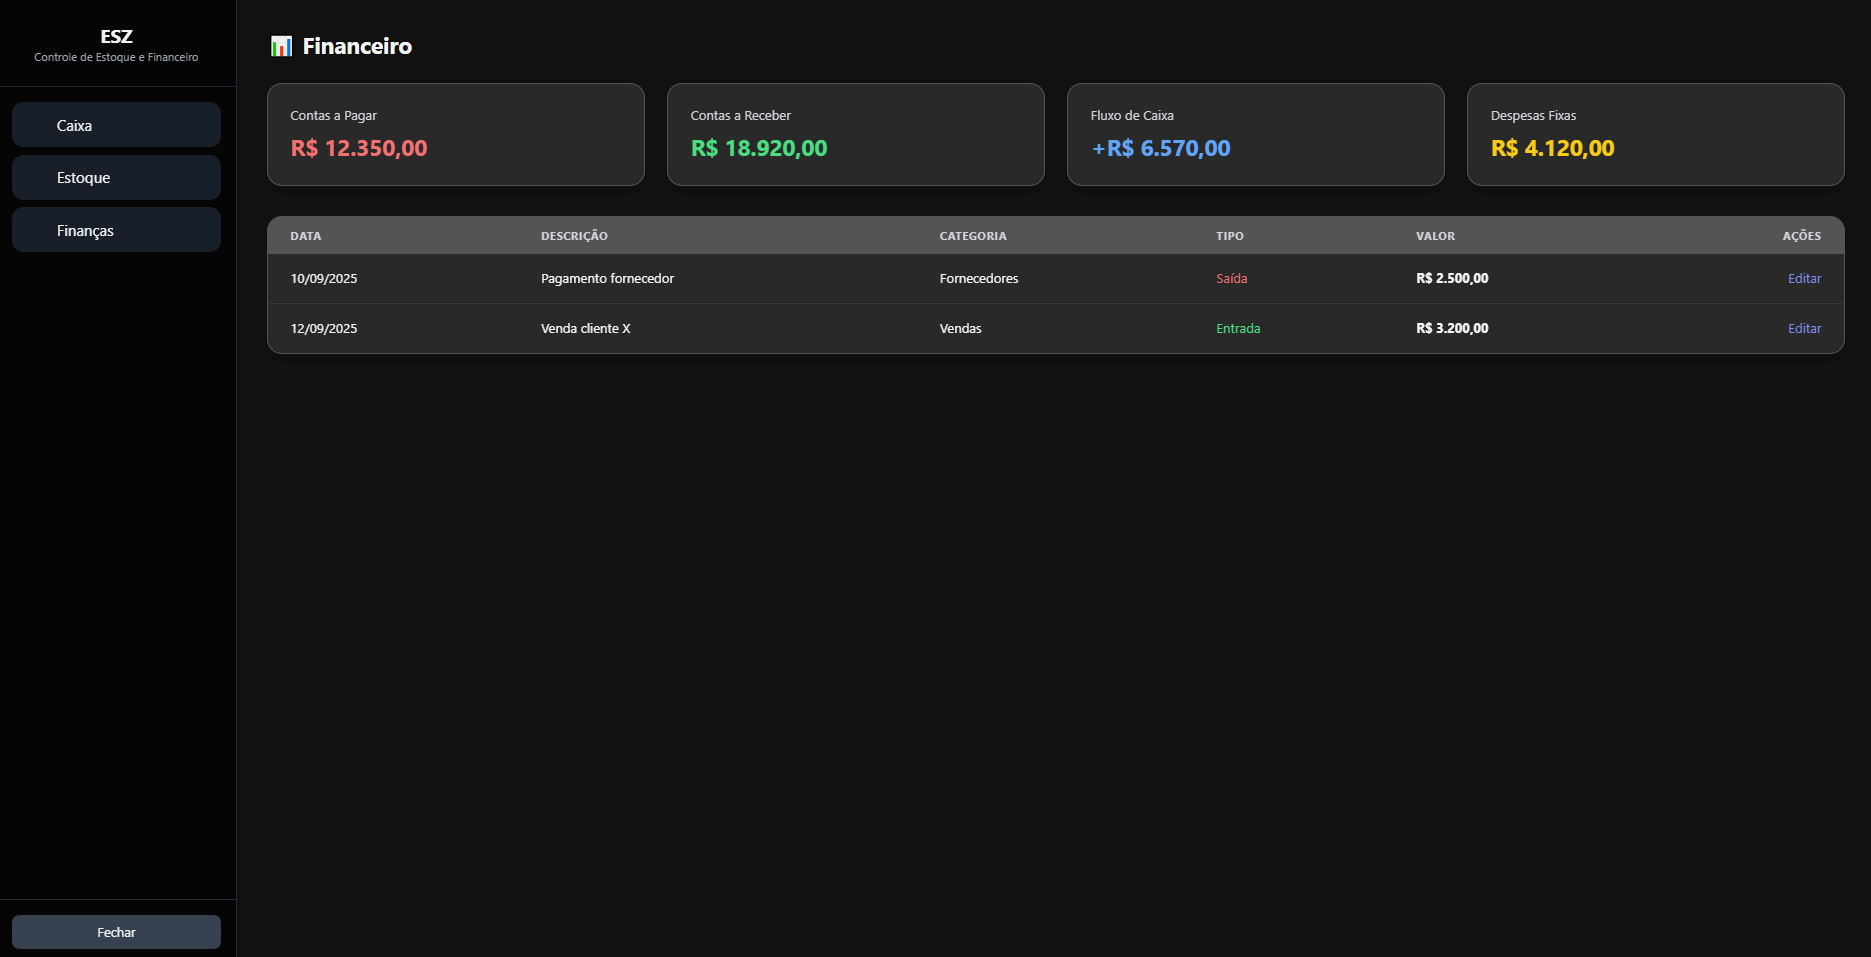 ESZ
Controle de Estoque e Financeiro
Caixa
Estoque
Finanças
Fechar
Financeiro
Contas a Pagar
R$ 12.350,00
Contas a Receber
R$ 18.920,00
Fluxo de Caixa
+R$ 6.570,00
Despesas Fixas
R$ 4.120,00
DATA DESCRIÇÃO CATEGORIA TIPO VALOR AÇÕES
10/09/2025 Pagamento fornecedor Fornecedores Saída R$ 2.500,00 Editar
12/09/2025 Venda cliente X Vendas Entrada R$ 3.200,00 Editar